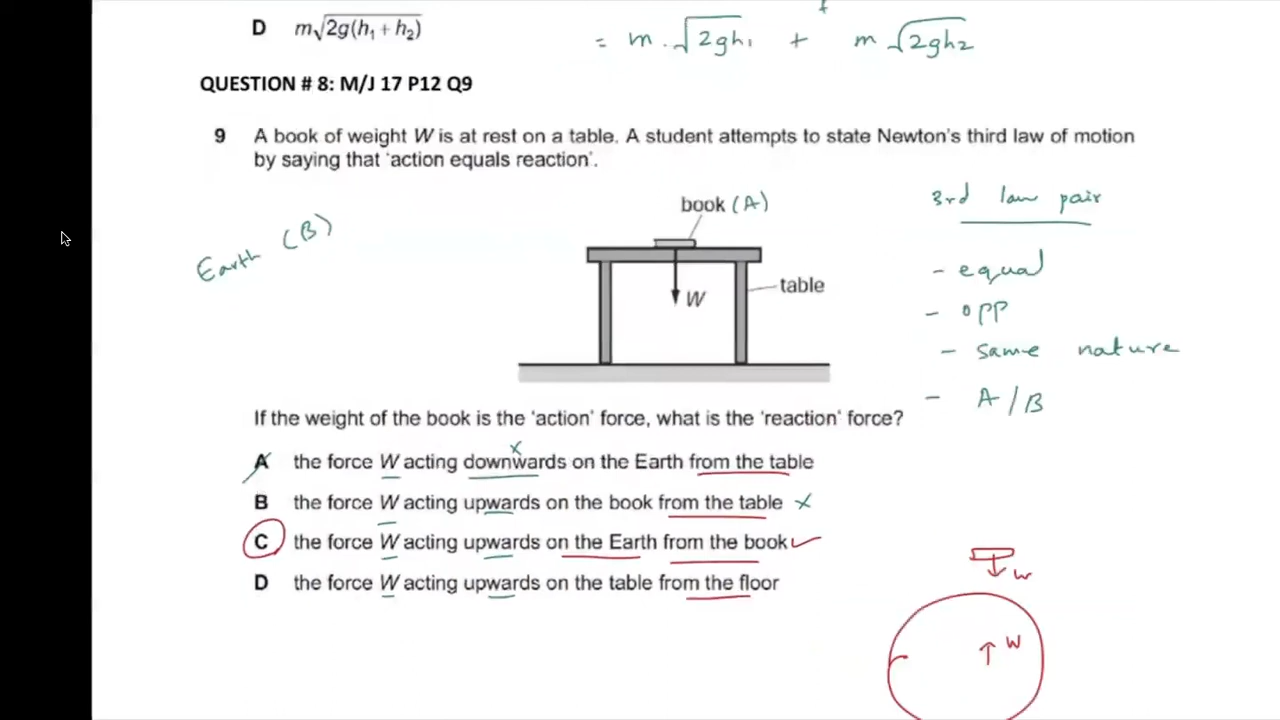 D m√2g(h₁ + h₂)
= m . √2gh₁ + m √2gh₂
QUESTION # 8: M/J 17 P12 Q9
9 A book of weight W is at rest on a table. A student attempts to state Newton's third law of motion
by saying that 'action equals reaction'.
book (A)
3rd law pair
Earth (B)
- equal
table
W
- opp
- same nature
- A/B
If the weight of the book is the 'action' force, what is the 'reaction' force?
A the force W acting downwards on the Earth from the table
B the force W acting upwards on the book from the table x
C the force W acting upwards on the Earth from the book ✓
D the force W acting upwards on the table from the floor
W
W